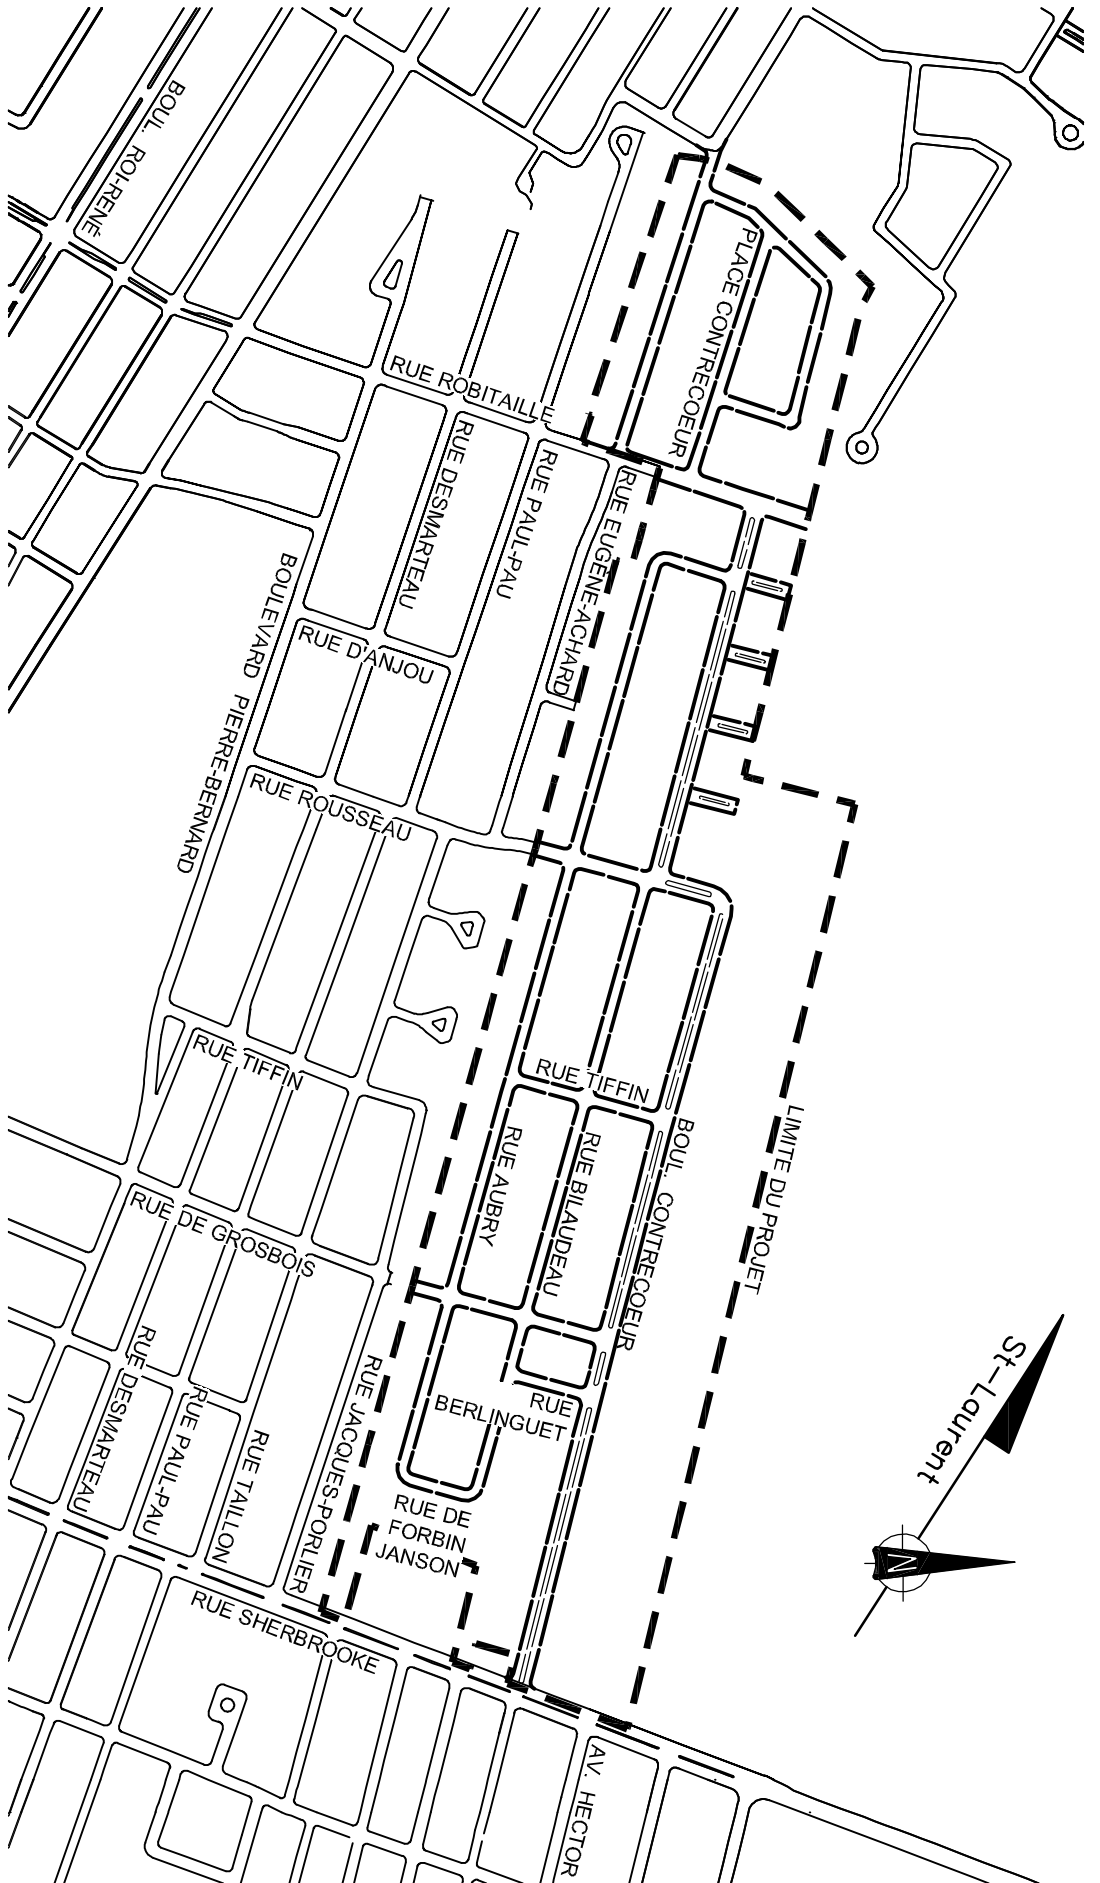 BOUL. ROI-RENÉ
PLACE CONTRECOEUR
RUE ROBITAILLE
RUE DESMARTEAU
RUE PAUL-PAU
RUE EUGÈNE-ACHARD
BOULEVARD PIERRE-BERNARD
RUE D'ANJOU
RUE ROUSSEAU
RUE TIFFIN
RUE TIFFIN
RUE AUBRY
RUE BILAUDEAU
BOUL. CONTRECOEUR
LIMITE DU PROJET
RUE DE GROSBOIS
RUE DESMARTEAU
RUE PAUL-PAU
RUE TAILLON
RUE JACQUES-PORLIER
RUE
BERLINGUET
RUE DE
FORBIN
JANSON
RUE SHERBROOKE
AV. HECTOR
St-Laurent
N